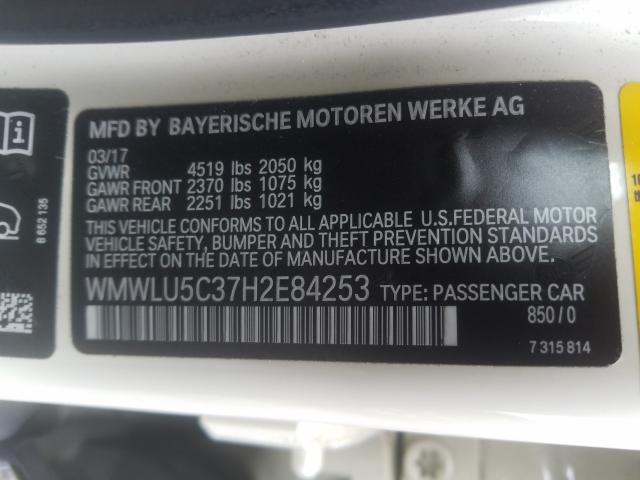 MFD BY BAYERISCHE MOTOREN WERKE AG
03/17
GVWR 4519 lbs 2050 kg
GAWR FRONT 2370 lbs 1075 kg
GAWR REAR 2251 lbs 1021 kg
THIS VEHICLE CONFORMS TO ALL APPLICABLE U.S.FEDERAL MOTOR
VEHICLE SAFETY, BUMPER AND THEFT PREVENTION STANDARDS
IN EFFECT ON THE DATE OF MANUFACTURE SHOWN ABOVE.
WMWLU5C37H2E84253 TYPE: PASSENGER CAR
850/0
7 315 814
8 652 135